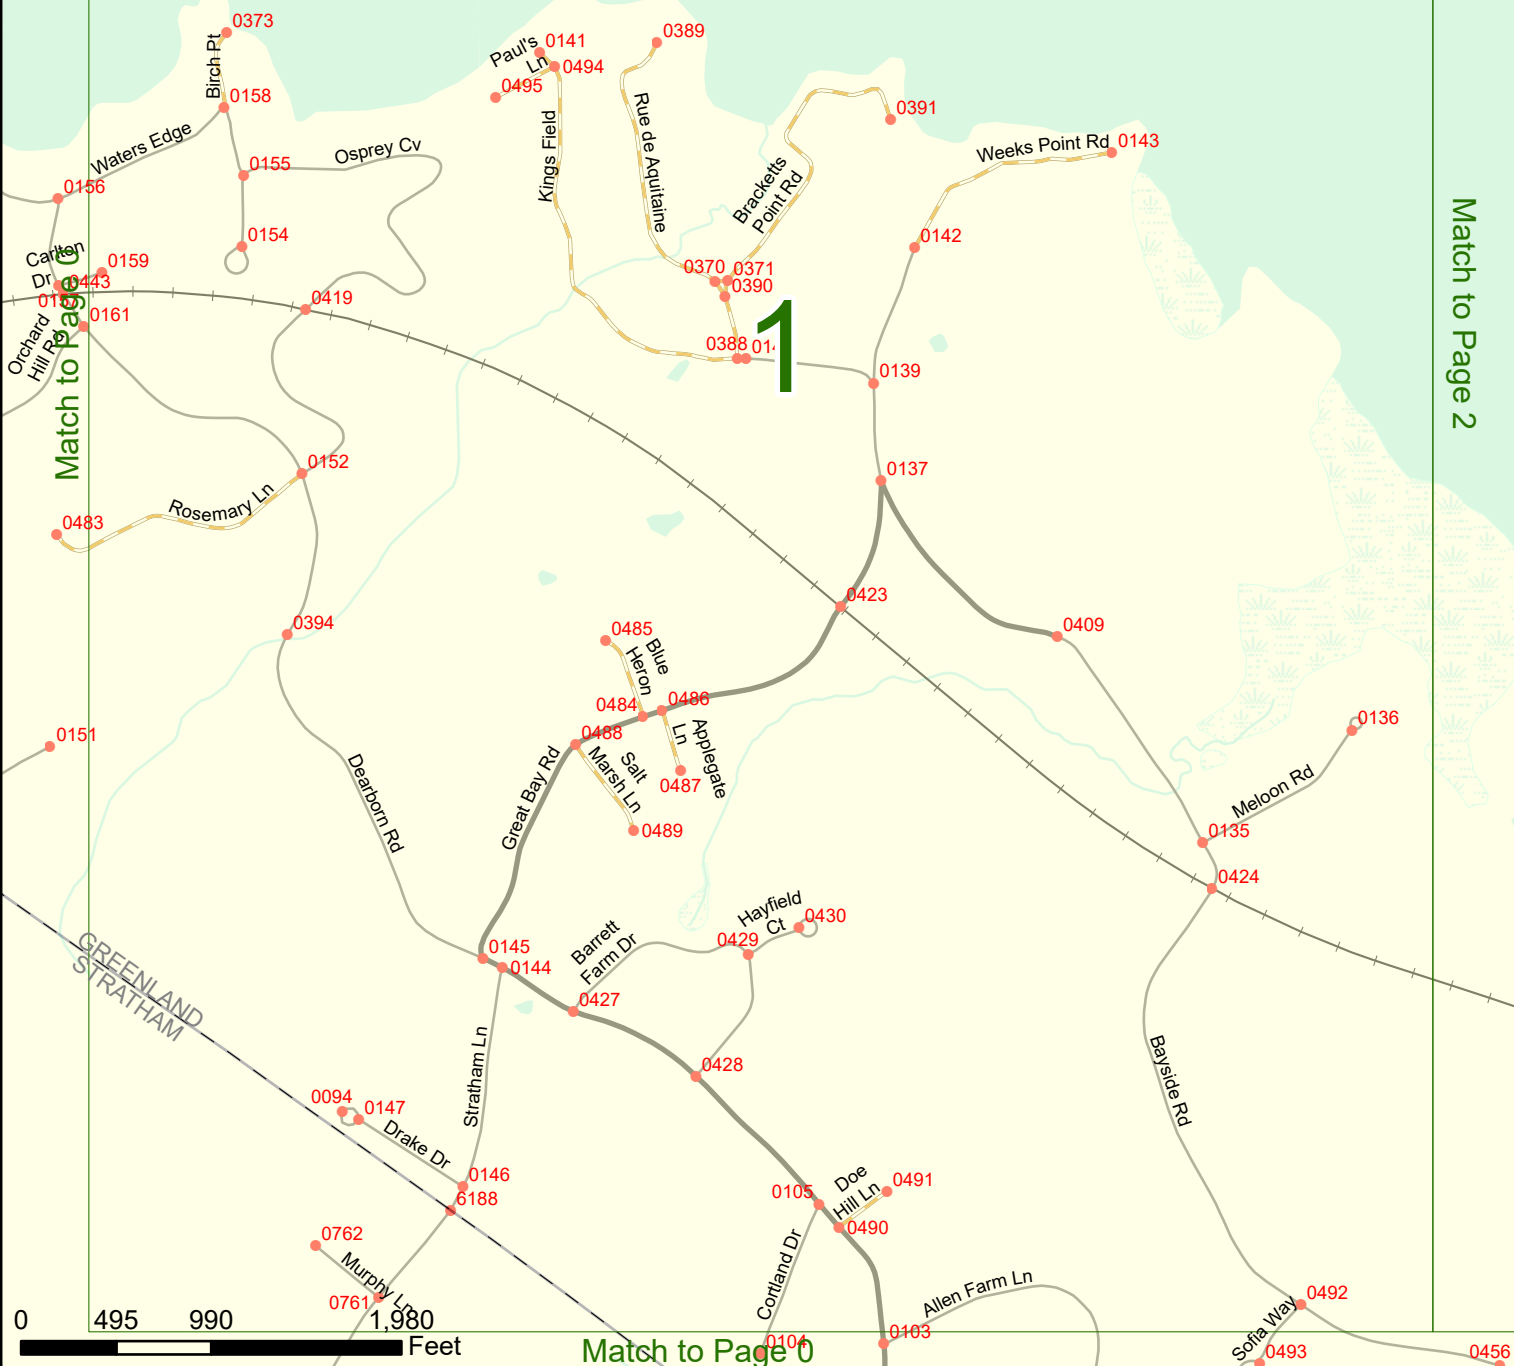 0373
Birch Pt
0158
Waters Edge
0156
0155
Osprey Cv
0154
Carlton
Dr
0159
0443
0157
0161
Orchard
Hill Rd
Match to Page 0
0419
0152
Rosemary Ln
0483
0394
0151
Dearborn Rd
Paul's
Ln
0141
0494
0495
Kings Field
0389
Rue de Aquitaine
Bracketts
Point Rd
0391
0370
0371
0390
0388
1
Weeks Point Rd
0143
0142
0139
0137
Match to Page 2
0423
0409
0485
Blue
Heron
0484
0486
0488
Applegate
Ln
0487
Salt
Marsh Ln
0489
Great Bay Rd
0136
Meloon Rd
0135
0424
0145
0144
Barrett
Farm Dr
0427
Hayfield
Ct
0430
0429
0428
GREENLAND
STRATHAM
Stratham Ln
0094
0147
Drake Dr
0146
6188
0762
Murphy Ln
0761
0105
Doe
Hill Ln
0491
0490
Cortland Dr
0104
Allen Farm Ln
0103
Bayside Rd
0492
Sofia Way
0493
0456
0 495 990 1,980
Feet
Match to Page 0